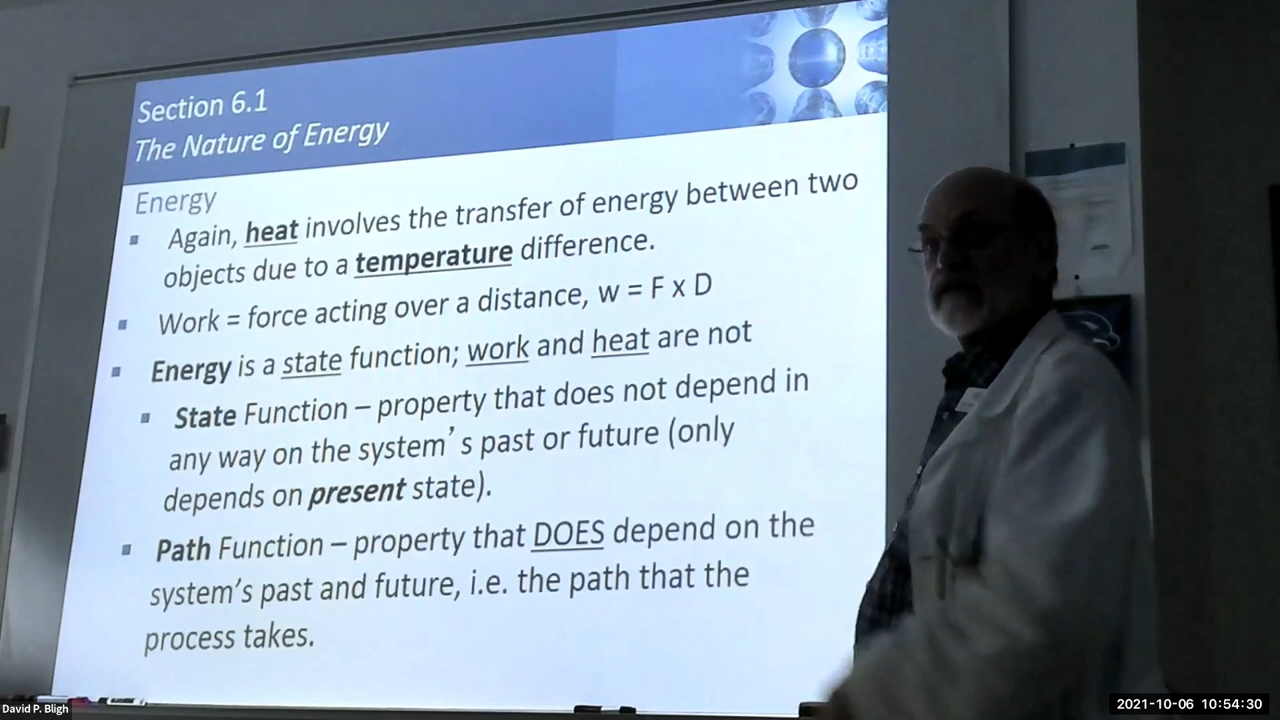 Section 6.1
The Nature of Energy
Energy
▪ Again, heat involves the transfer of energy between two
objects due to a temperature difference.
▪ Work = force acting over a distance, w = F x D
▪ Energy is a state function; work and heat are not
▪ State Function – property that does not depend in
any way on the system’s past or future (only
depends on present state).
▪ Path Function – property that DOES depend on the
system’s past and future, i.e. the path that the
process takes.
David P. Bligh
2021-10-06 10:54:30